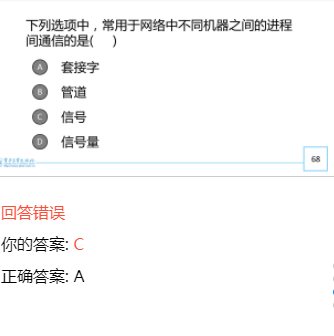 下列选项中，常用于网络中不同机器之间的进程
间通信的是(    )
A 套接字
B 管道
C 信号
D 信号量
68
回答错误
你的答案: C
正确答案: A